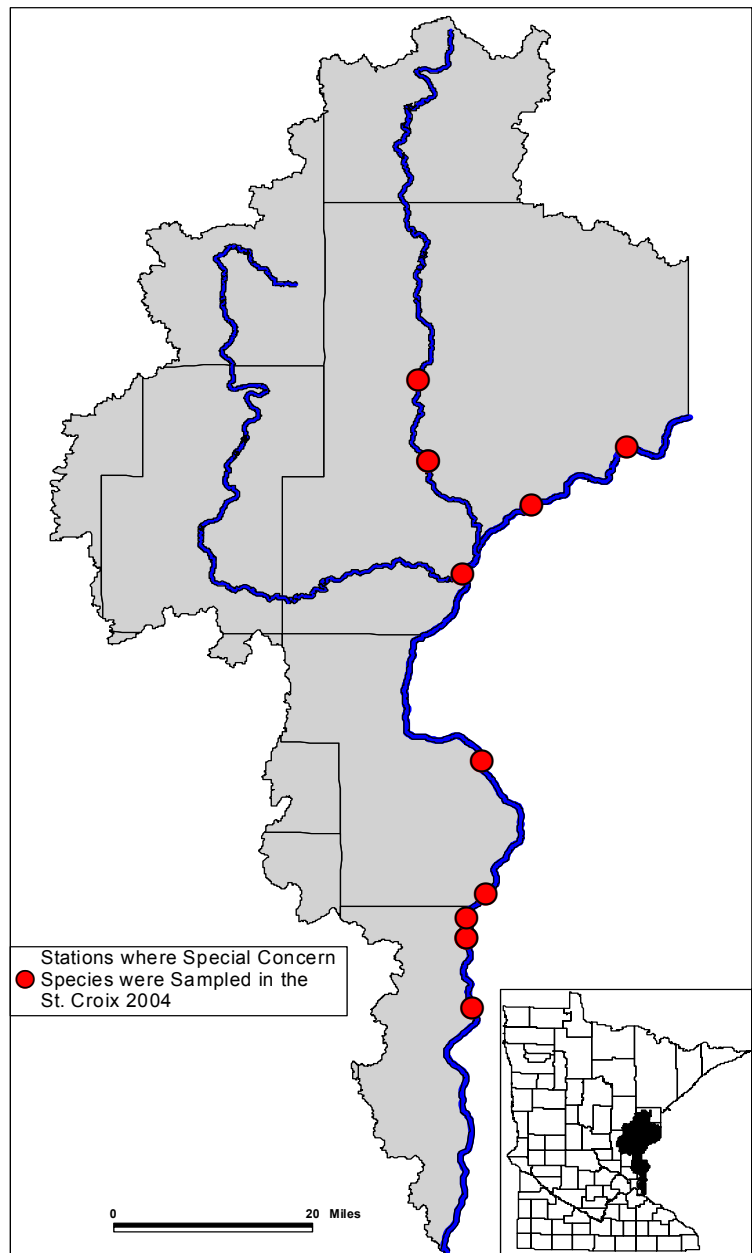 Stations where Special Concern
Species were Sampled in the
St. Croix 2004
0 20 Miles